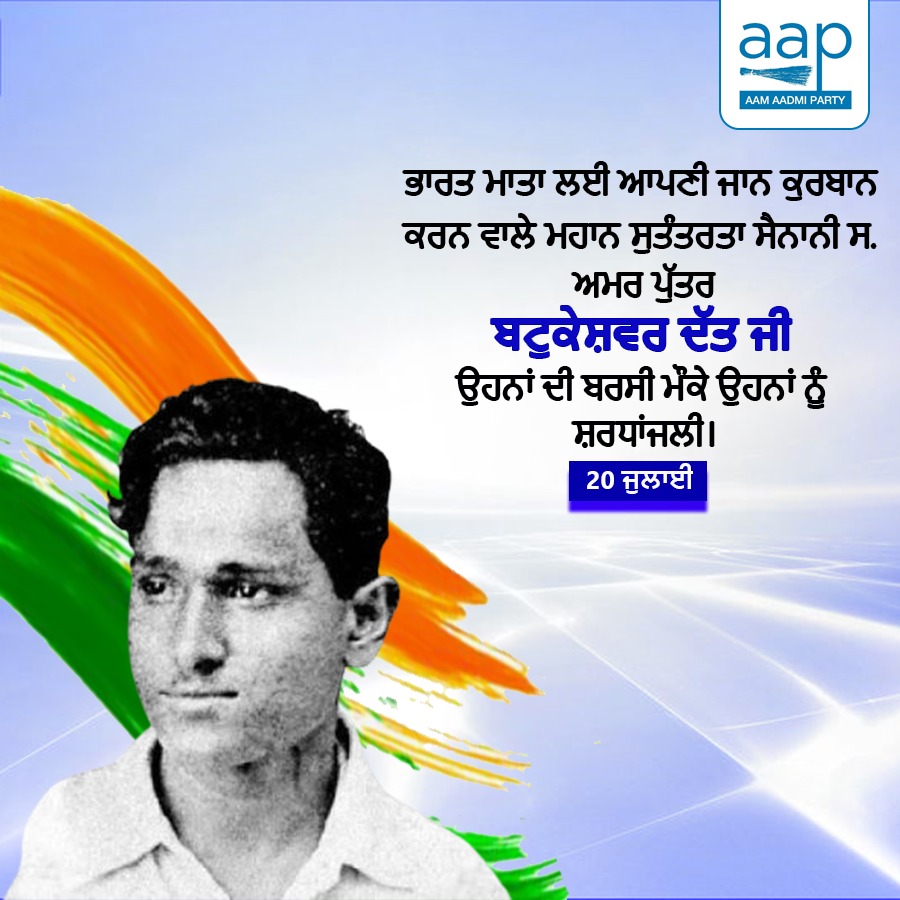 aap
AAM AADMI PARTY
ਭਾਰਤ ਮਾਤਾ ਲਈ ਆਪਣੀ ਜਾਨ ਕੁਰਬਾਨ
ਕਰਨ ਵਾਲੇ ਮਹਾਨ ਸੁਤੰਤਰਤਾ ਸੈਨਾਨੀ ਸ.
ਅਮਰ ਪੁੱਤਰ
ਬਟੁਕੇਸ਼ਵਰ ਦੱਤ ਜੀ
ਉਹਨਾਂ ਦੀ ਬਰਸੀ ਮੌਕੇ ਉਹਨਾਂ ਨੂੰ
ਸ਼ਰਧਾਂਜਲੀ।
20 ਜੁਲਾਈ